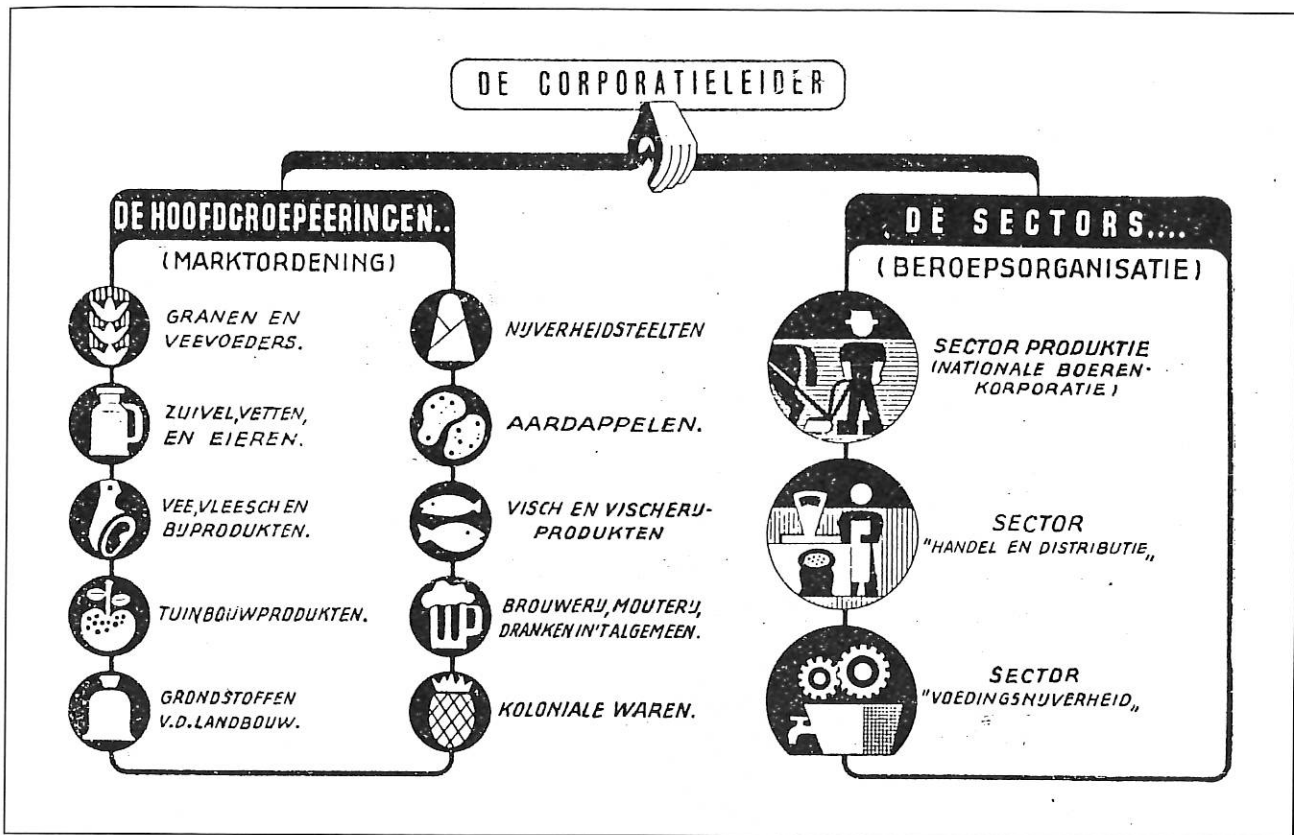 DE CORPORATIELEIDER
DE HOOFDGROEPEERINGEN..
(MARKTORDENING)
GRANEN EN
VEEVOEDERS.
ZUIVEL, VETTEN,
EN EIEREN.
VEE, VLEESCH EN
BIJPRODUKTEN.
TUINBOUWPRODUKTEN.
GRONDSTOFFEN
V.D. LANDBOUW.
NIJVERHEIDSTEELTEN
AARDAPPELEN.
VISCH EN VISCHERIJ-
PRODUKTEN
BROUWERIJ, MOUTERIJ,
DRANKEN IN 'T ALGEMEEN.
KOLONIALE WAREN.
DE SECTORS....
(BEROEPSORGANISATIE)
SECTOR PRODUKTIE
(NATIONALE BOEREN-
KORPORATIE)
SECTOR
"HANDEL EN DISTRIBUTIE„
SECTOR
"VOEDINGSNIJVERHEID„